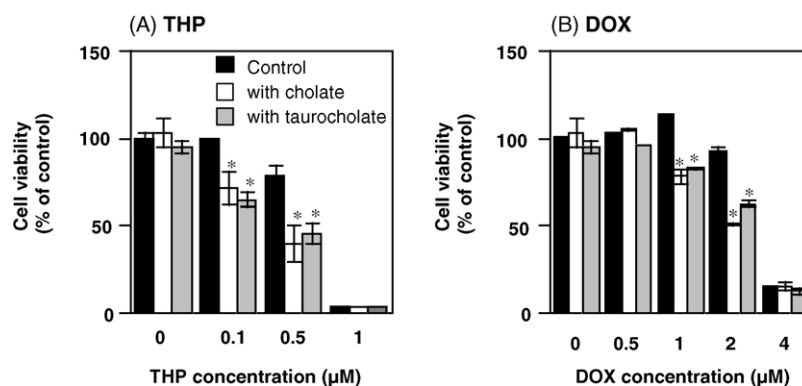 (A) THP
150
100
50
0
Cell viability
(% of control)
Control
with cholate
with taurocholate
* *
* *
0 0.1 0.5 1
THP concentration (µM)
(B) DOX
150
100
50
0
Cell viability
(% of control)
* *
* *
0 0.5 1 2 4
DOX concentration (µM)